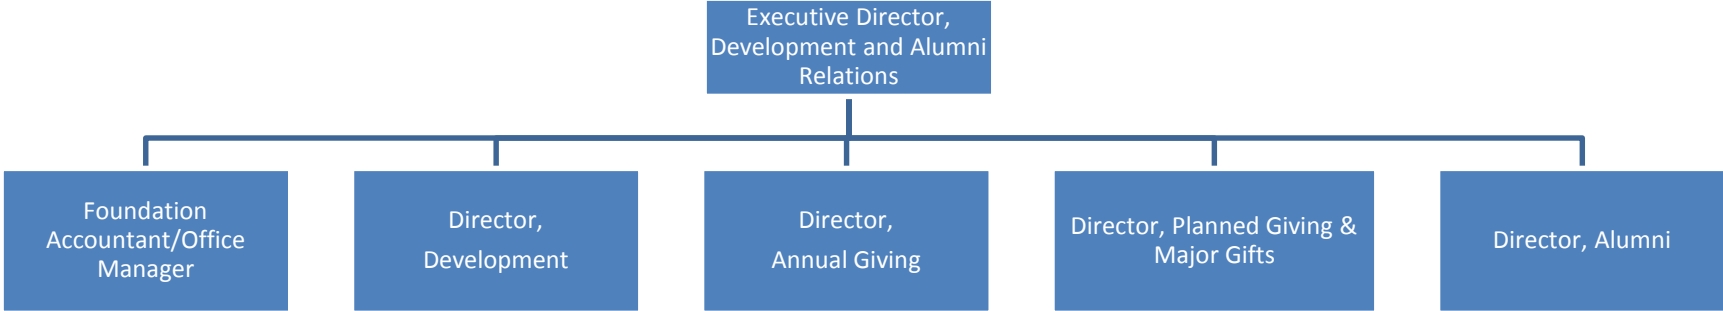 Executive Director,
Development and Alumni
Relations
Foundation
Accountant/Office
Manager
Director,
Development
Director,
Annual Giving
Director, Planned Giving &
Major Gifts
Director, Alumni